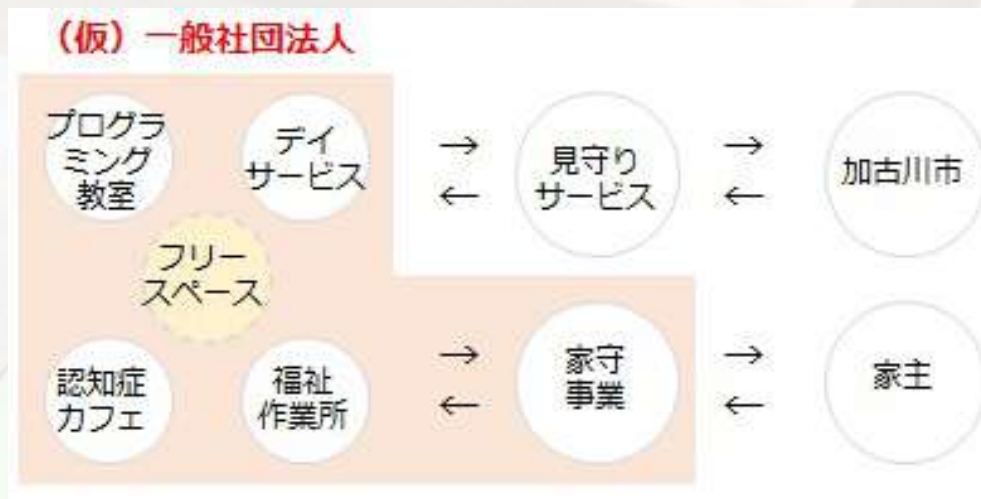 （仮）一般社団法人
プログラ
ミング
教室
デイ
サービス
→
←
見守り
サービス
→
←
加古川市
フリー
スペース
認知症
カフェ
福祉
作業所
→
←
家守
事業
→
←
家主